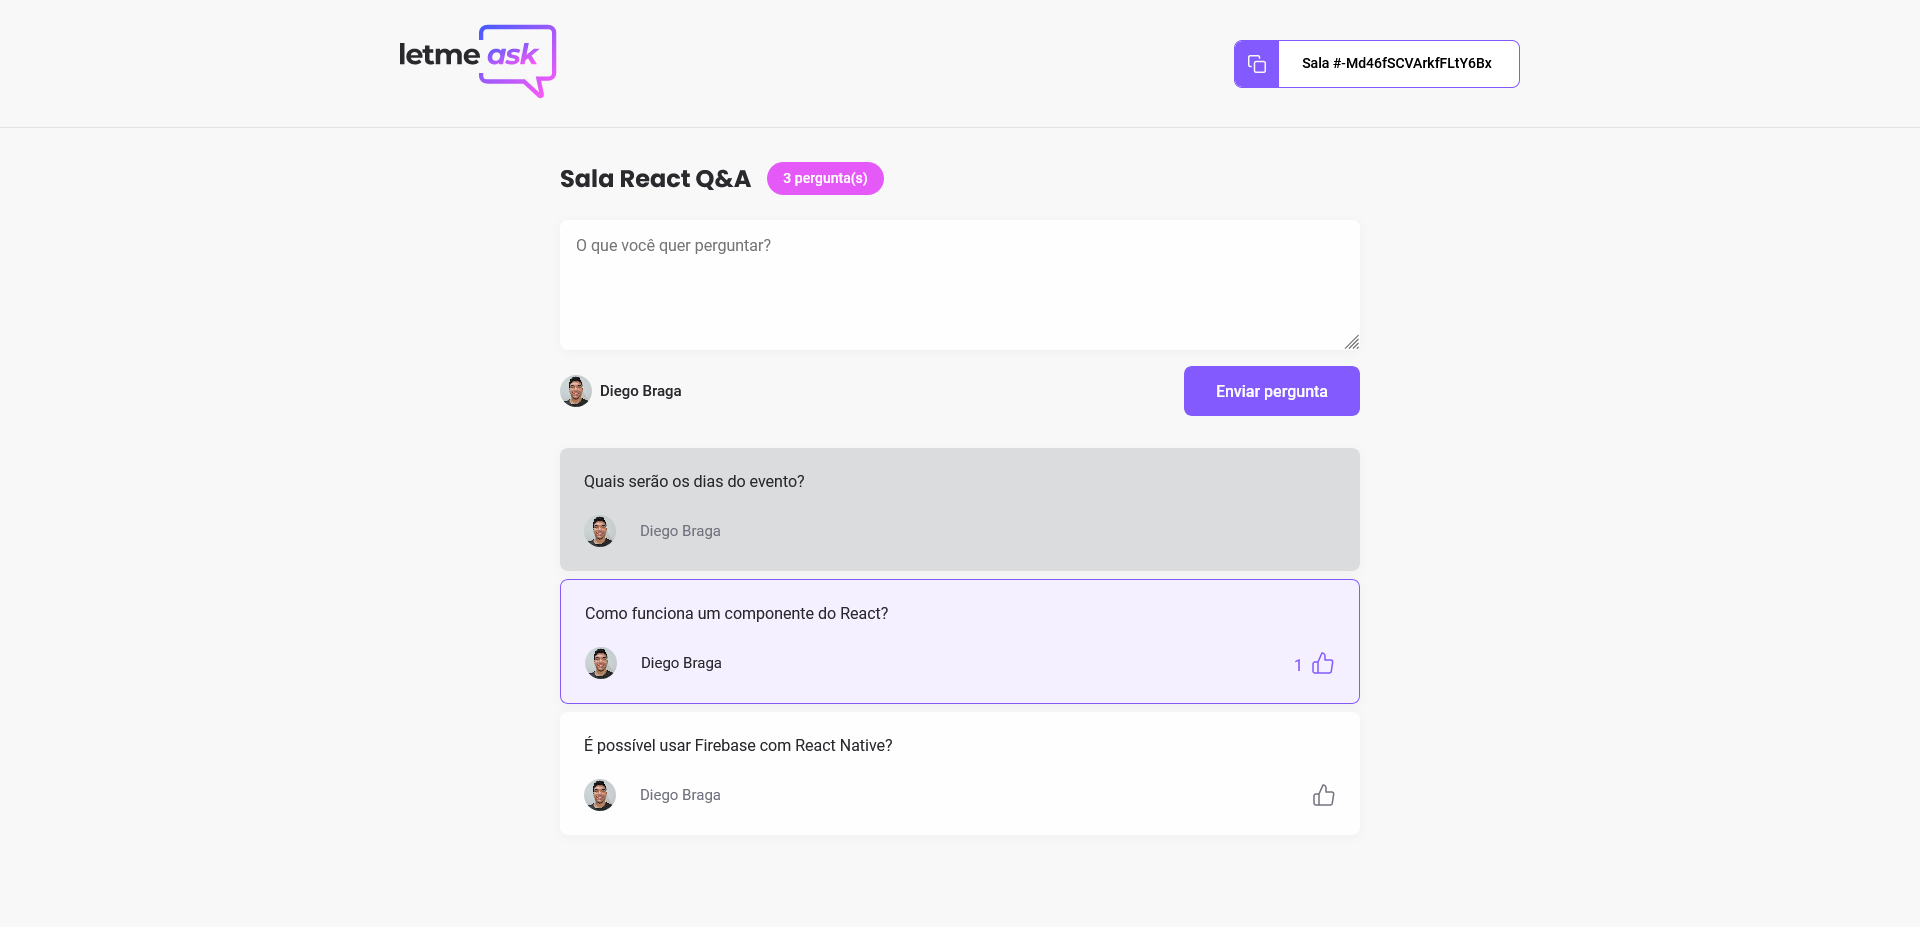 letme ask
Sala #-Md46fSCVArkfFLtY6Bx
Sala React Q&A
3 pergunta(s)
O que você quer perguntar?
Diego Braga
Enviar pergunta
Quais serão os dias do evento?
Diego Braga
Como funciona um componente do React?
Diego Braga
1
É possível usar Firebase com React Native?
Diego Braga